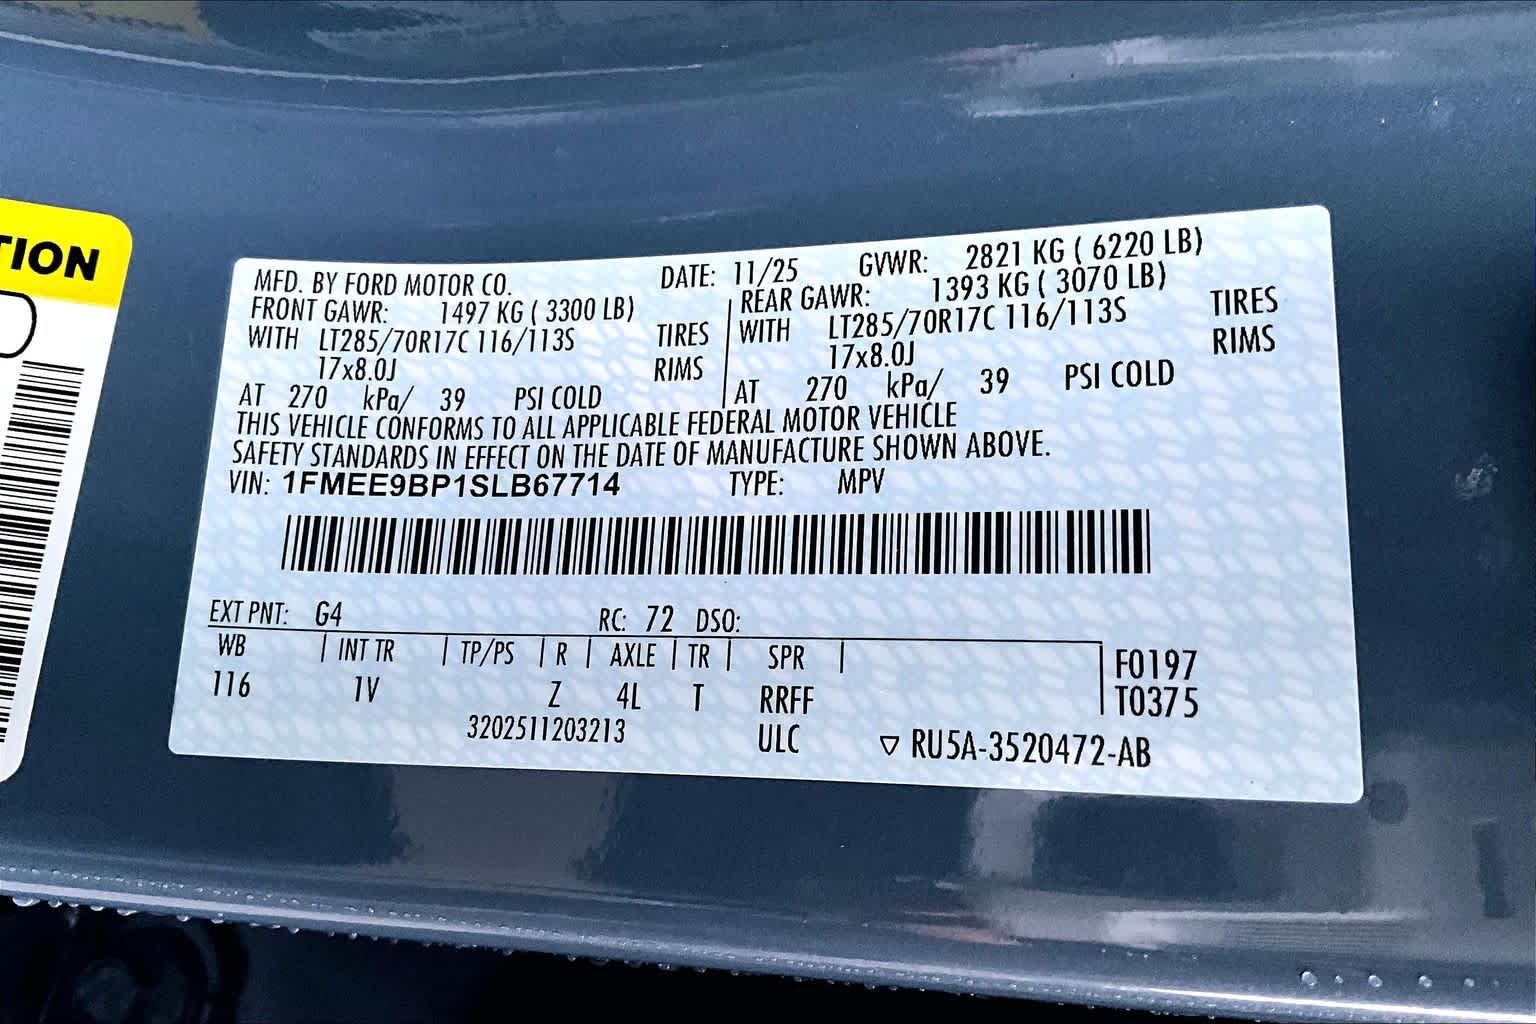 TION
MFD. BY FORD MOTOR CO. DATE: 11/25 GVWR: 2821 KG ( 6220 LB)
FRONT GAWR: 1497 KG ( 3300 LB) REAR GAWR: 1393 KG ( 3070 LB)
WITH LT285/70R17C 116/113S TIRES WITH LT285/70R17C 116/113S TIRES
17x8.0J RIMS 17x8.0J RIMS
AT 270 kPa/ 39 PSI COLD AT 270 kPa/ 39 PSI COLD
THIS VEHICLE CONFORMS TO ALL APPLICABLE FEDERAL MOTOR VEHICLE
SAFETY STANDARDS IN EFFECT ON THE DATE OF MANUFACTURE SHOWN ABOVE.
VIN: 1FMEE9BP1SLB67714 TYPE: MPV
EXT PNT: G4 RC: 72 DSO:
WB | INT TR | TP/PS | R | AXLE | TR | SPR | F0197
116 1V Z 4L T RRFF T0375
3202511203213 ULC ▽ RU5A-3520472-AB